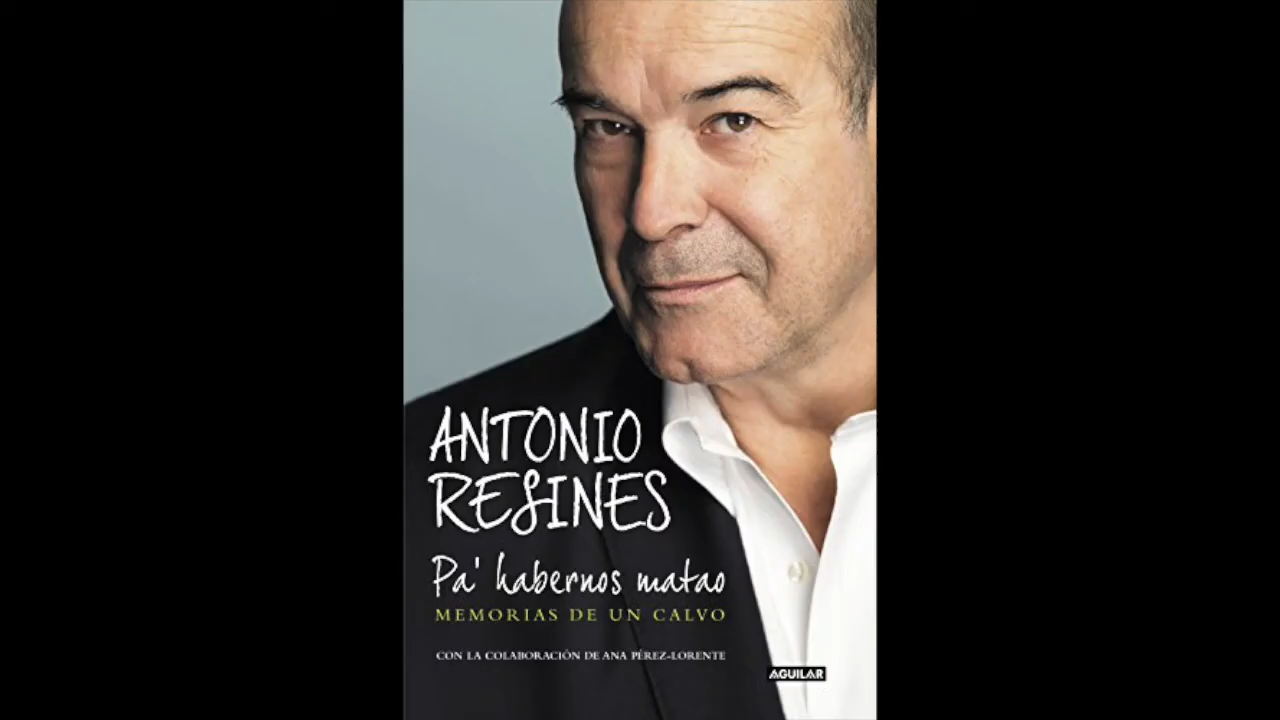 ANTONIO
RESINES
Pa' habernos matao
MEMORIAS DE UN CALVO
CON LA COLABORACIÓN DE ANA PÉREZ-LORENTE
AGUILAR